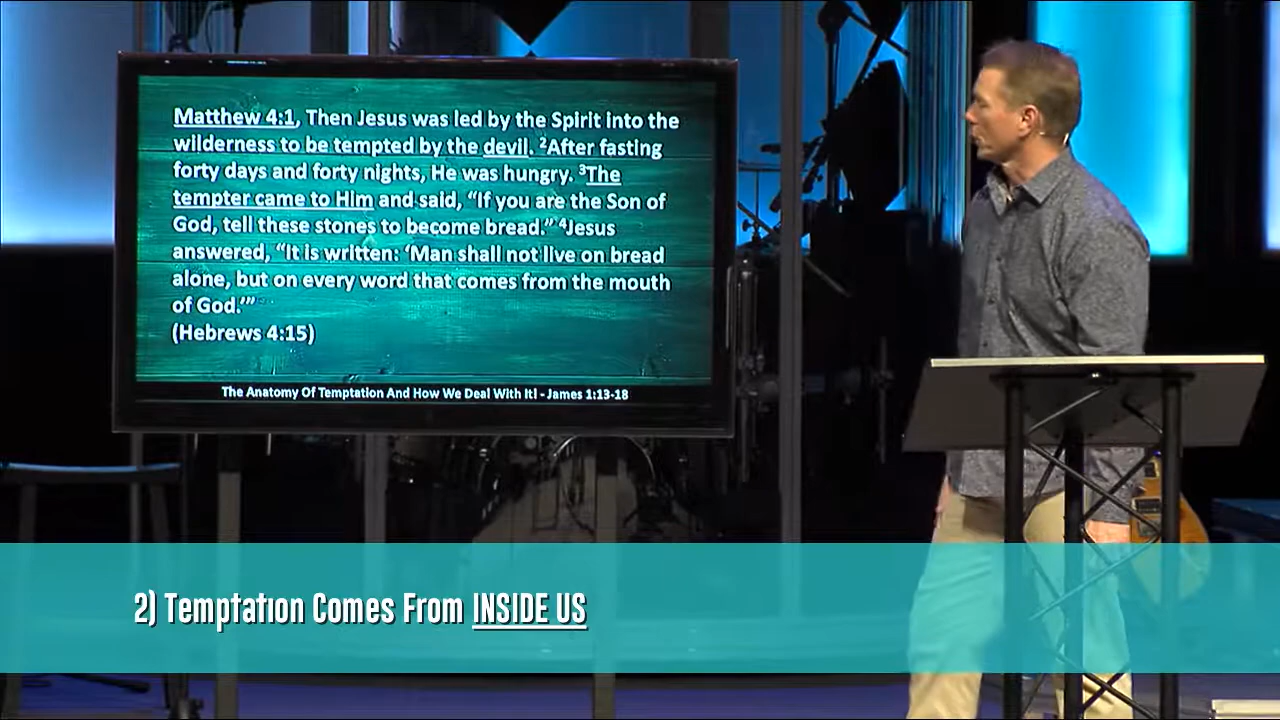 Matthew 4:1, Then Jesus was led by the Spirit into the
wilderness to be tempted by the devil. ²After fasting
forty days and forty nights, He was hungry. ³The
tempter came to Him and said, “If you are the Son of
God, tell these stones to become bread.” ⁴Jesus
answered, “It is written: ‘Man shall not live on bread
alone, but on every word that comes from the mouth
of God.’”
(Hebrews 4:15)
The Anatomy Of Temptation And How We Deal With It! - James 1:13-18
2) Temptation Comes From INSIDE US